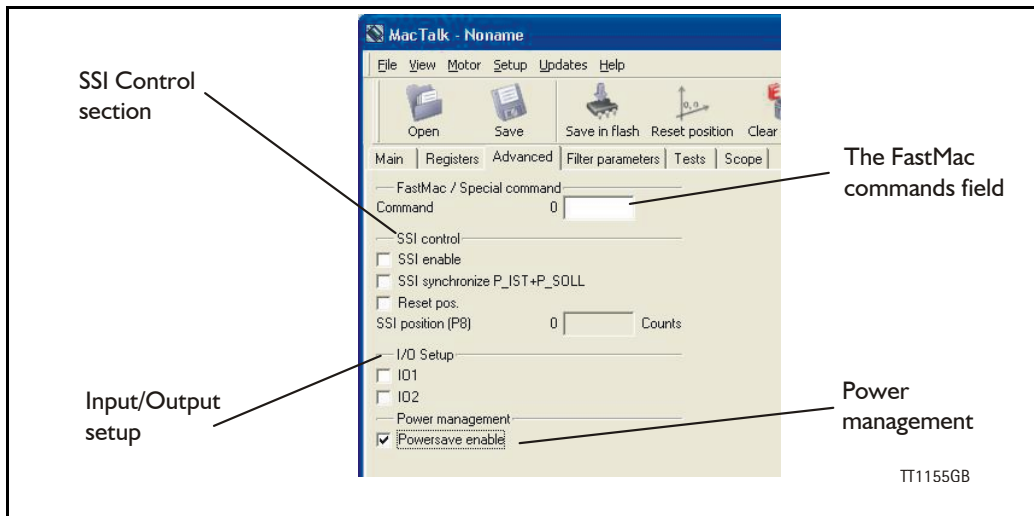 MacTalk - Noname
File View Motor Setup Updates Help
Open Save Save in flash Reset position Clear
Main Registers Advanced Filter parameters Tests Scope
FastMac / Special command
Command 0
SSI control
SSI enable
SSI synchronize P_IST+P_SOLL
Reset pos.
SSI position (P8) 0 Counts
I/O Setup
IO1
IO2
Power management
Powersave enable
SSI Control
section
The FastMac
commands field
Input/Output
setup
Power
management
TT1155GB